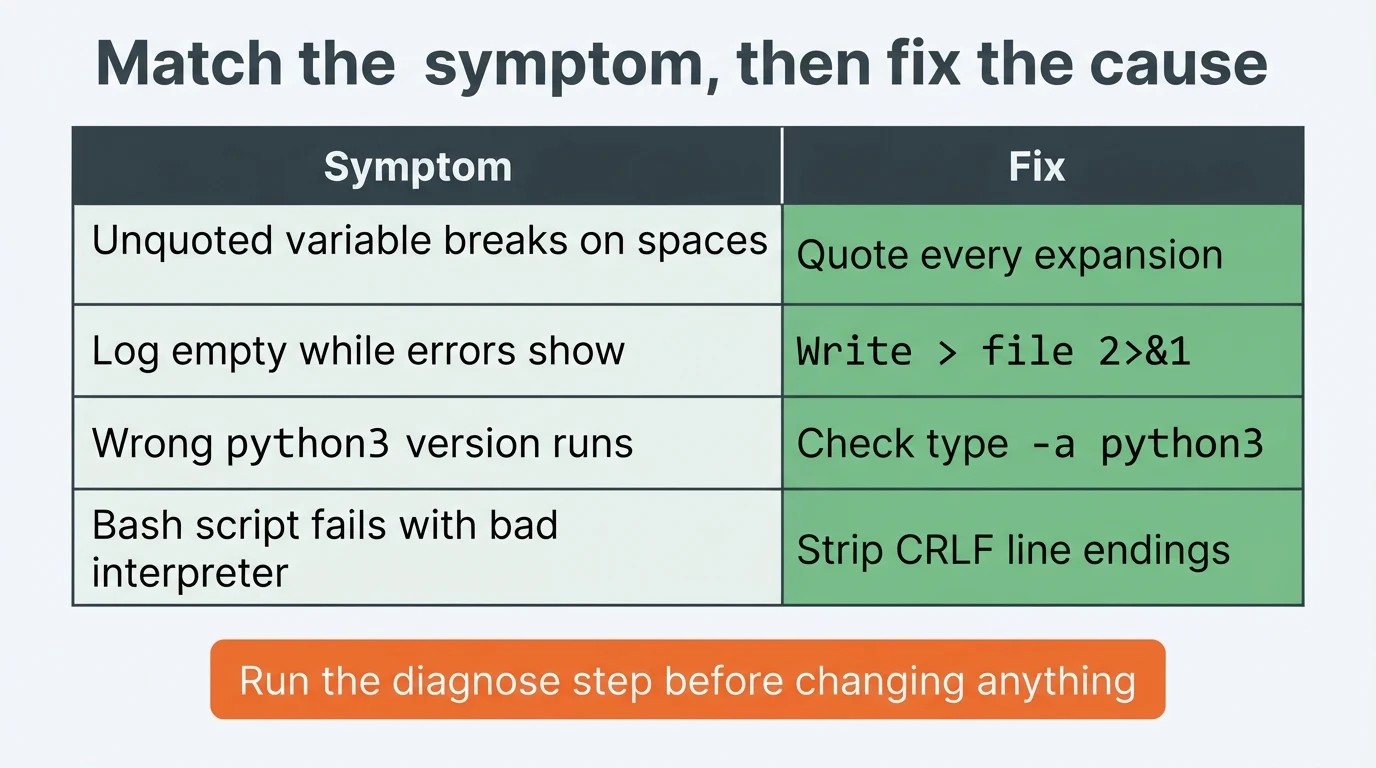 Match the symptom, then fix the cause
Symptom
Fix
Unquoted variable breaks on spaces
Quote every expansion
Log empty while errors show
Write > file 2>&1
Wrong python3 version runs
Check type -a python3
Bash script fails with bad
interpreter
Strip CRLF line endings
Run the diagnose step before changing anything